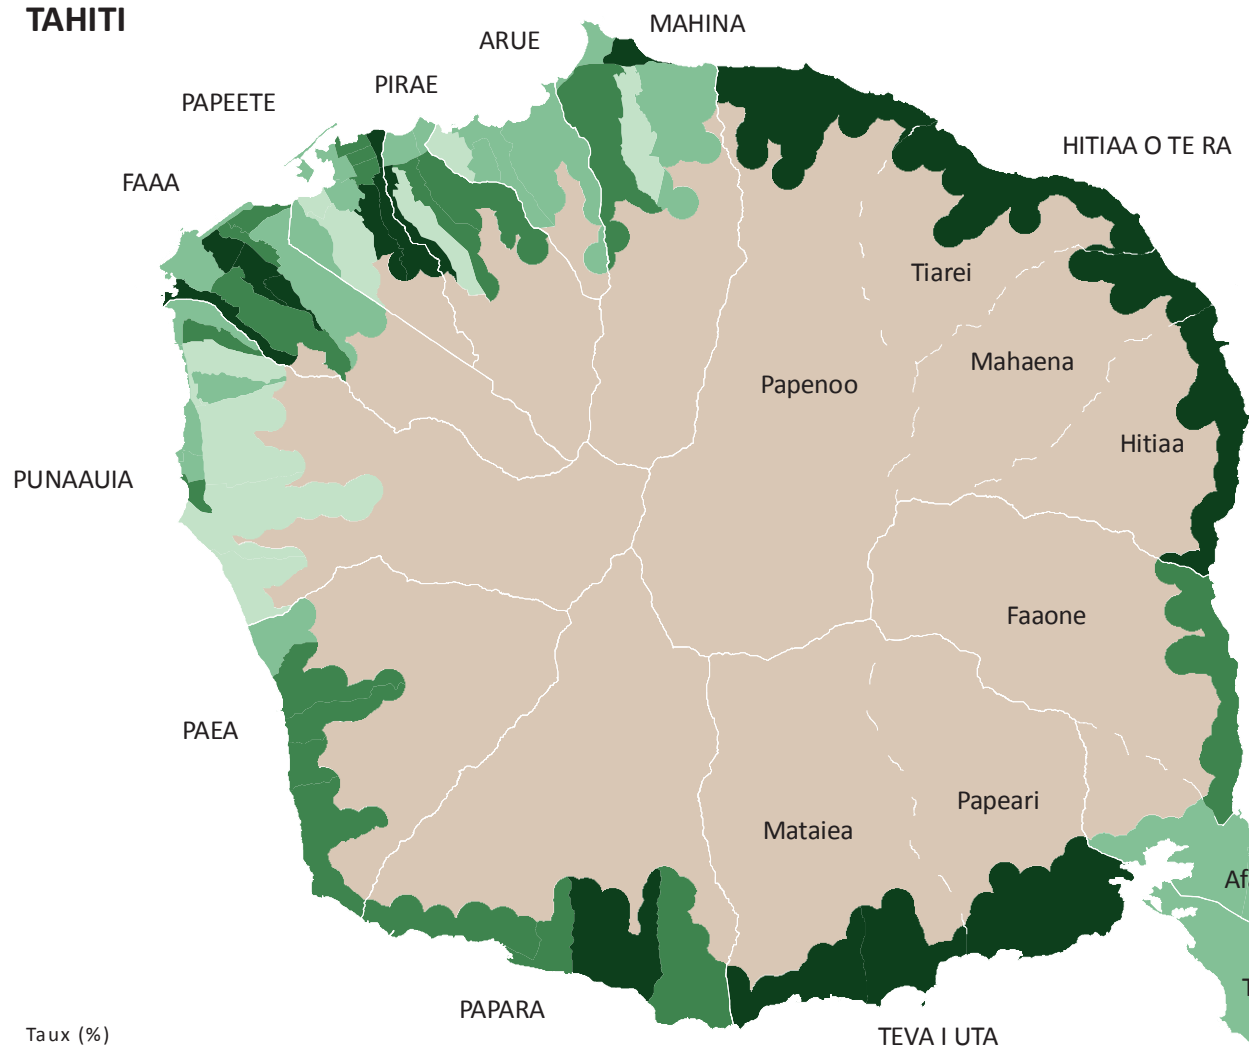 TAHITI
MAHINA
ARUE
PIRAE
PAPEETE
HITIAA O TE RA
FAAA
Tiarei
Mahaena
Papenoo
Hitiaa
PUNAAUIA
Faaone
PAEA
Papeari
Mataiea
Af
T
PAPARA
Taux (%)
TEVA I UTA